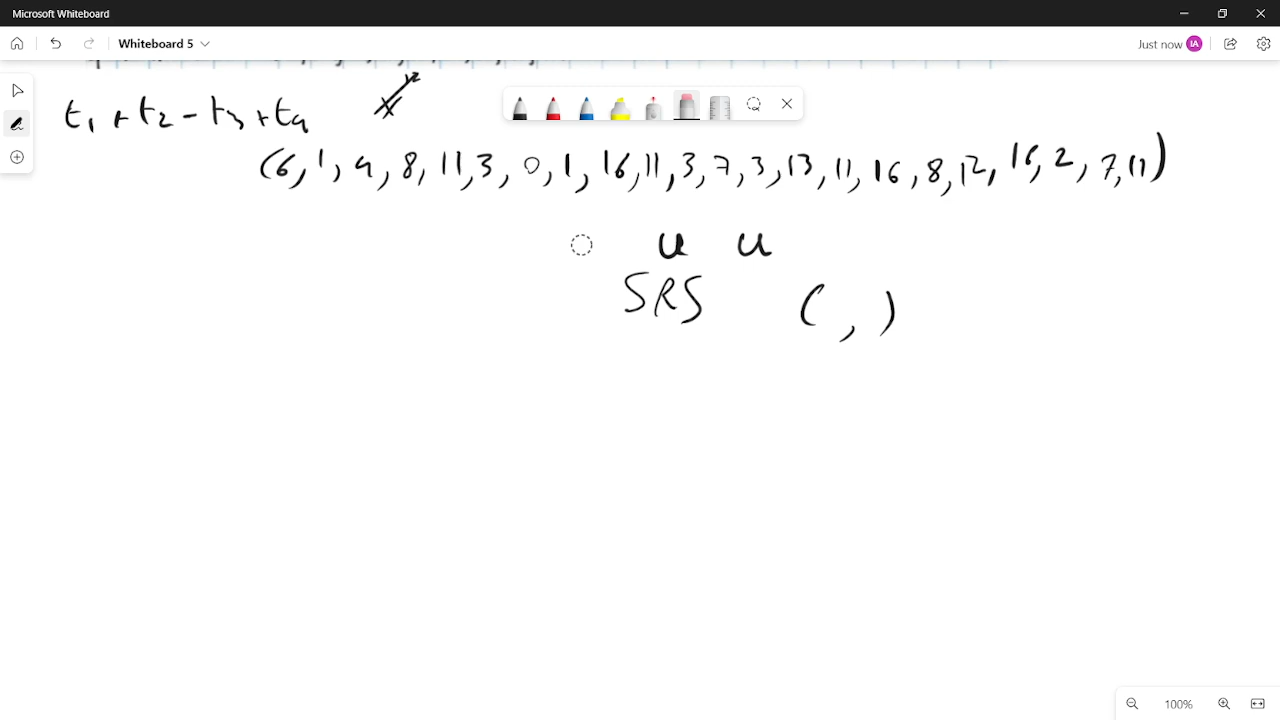 Microsoft Whiteboard
Whiteboard 5
Just now IA
t1 + t2 - t3 + t4
(6, 1, 4, 8, 11, 3, 0, 1, 16, 11, 3, 7, 3, 13, 11, 16, 8, 12, 16, 2, 7, 11)
u u
SRS ( , )
100%